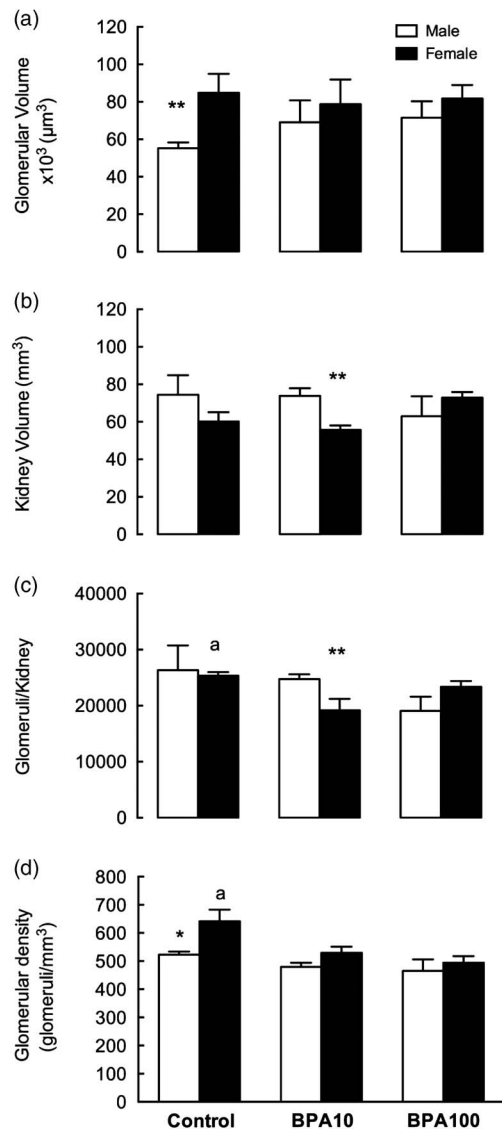 (a)
Male
Female
Glomerular Volume
x10³ (µm³)
120
100
80
60
40
20
0
**
(b)
Kidney Volume (mm³)
120
100
80
60
40
20
0
**
(c)
Glomeruli/Kidney
40000
30000
20000
10000
0
a
**
(d)
Glomerular density
(glomeruli/mm³)
800
700
600
500
400
300
200
100
0
*
a
Control BPA10 BPA100